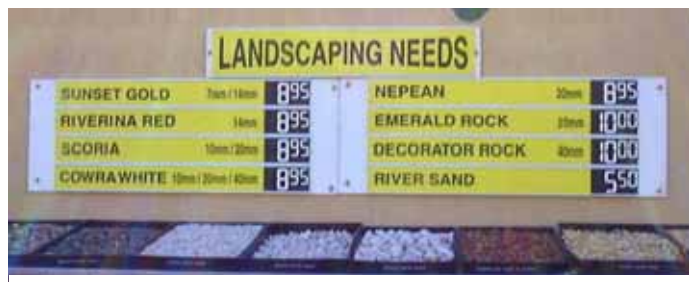 LANDSCAPING NEEDS
SUNSET GOLD 7mm/14mm 8 95
RIVERINA RED 14mm 8 95
SCORIA 10mm/20mm 8 95
COWRA WHITE 10mm/20mm/40mm 8 95
NEPEAN 20mm 8 95
EMERALD ROCK 20mm 10 00
DECORATOR ROCK 40mm 10 00
RIVER SAND 5 50